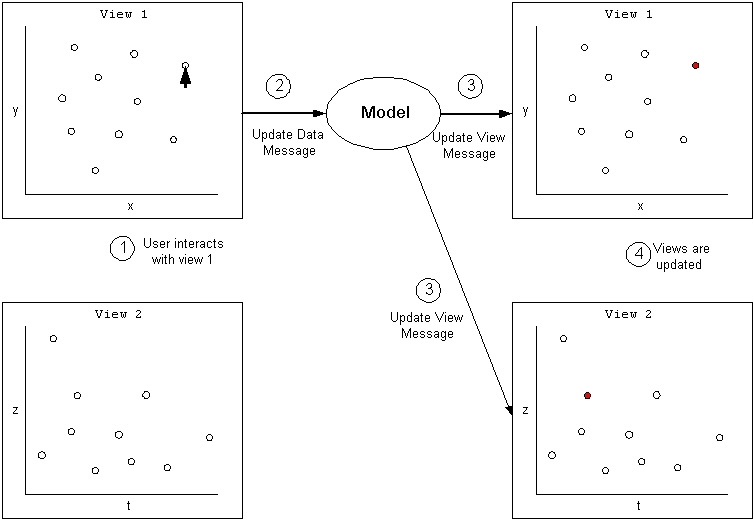 View 1
y
x
2
Update Data
Message
Model
3
Update View
Message
View 1
y
x
1
User interacts
with view 1
4
Views are
updated
3
Update View
Message
View 2
z
t
View 2
z
t